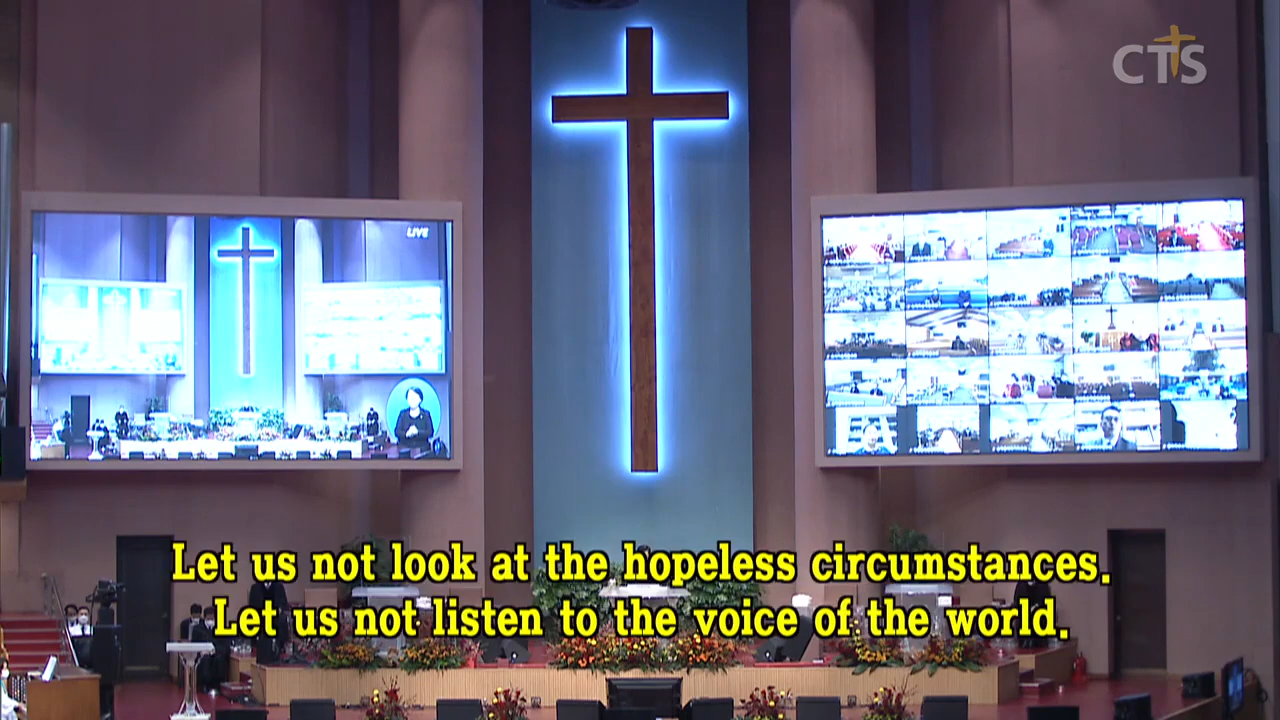 CTS
LIVE
Let us not look at the hopeless circumstances.
Let us not listen to the voice of the world.